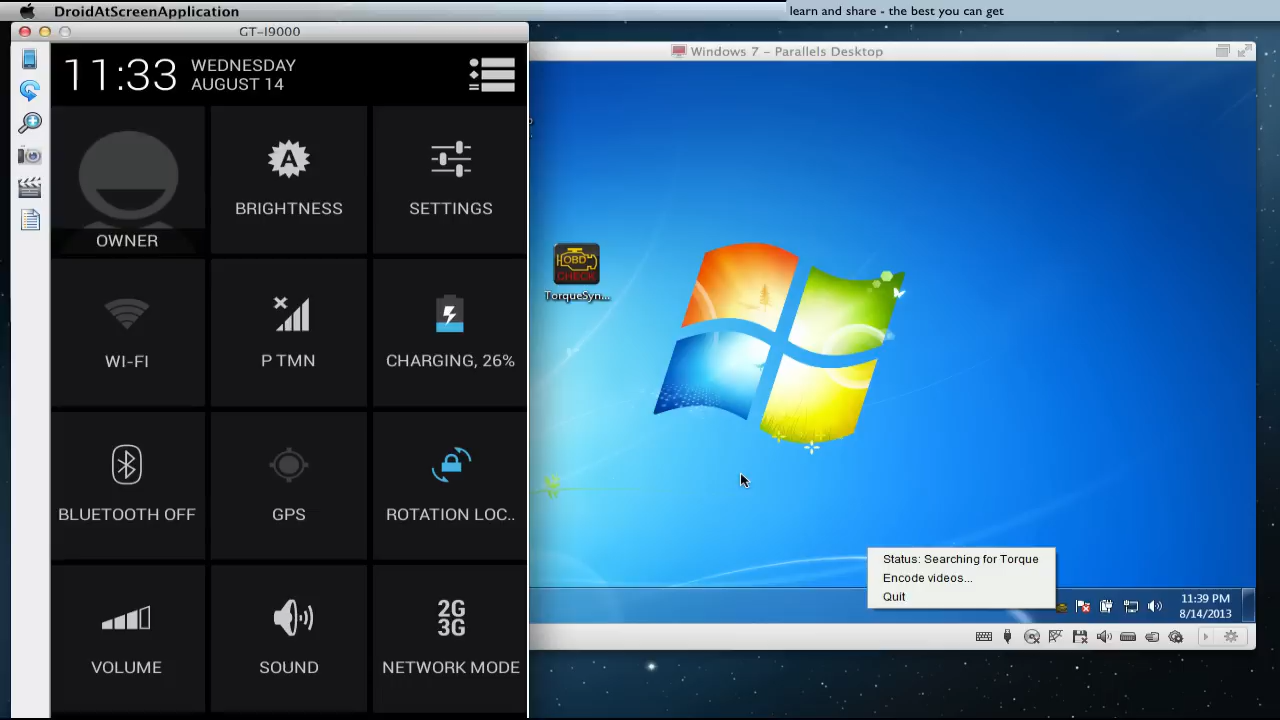 DroidAtScreenApplication
learn and share - the best you can get
GT-I9000
Windows 7 – Parallels Desktop
11:33
WEDNESDAY
AUGUST 14
A
OWNER
BRIGHTNESS
SETTINGS
WI-FI
P TMN
CHARGING, 26%
BLUETOOTH OFF
GPS
ROTATION LOC..
2G
3G
VOLUME
SOUND
NETWORK MODE
OBD
CHECK
TorqueSyn...
Status: Searching for Torque
Encode videos...
Quit
11:39 PM
8/14/2013